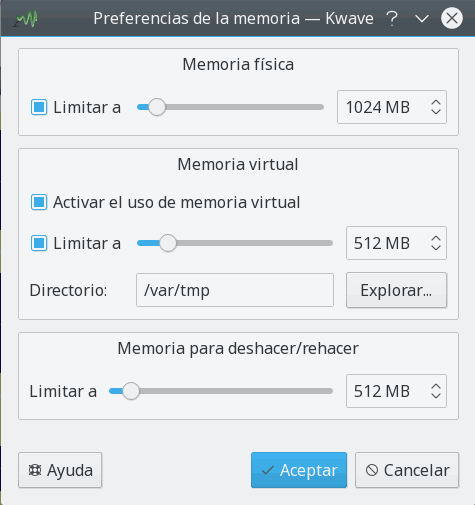 Preferencias de la memoria — Kwave
Memoria física
Limitar a 1024 MB
Memoria virtual
Activar el uso de memoria virtual
Limitar a 512 MB
Directorio: /var/tmp Explorar...
Memoria para deshacer/rehacer
Limitar a 512 MB
Ayuda Aceptar Cancelar